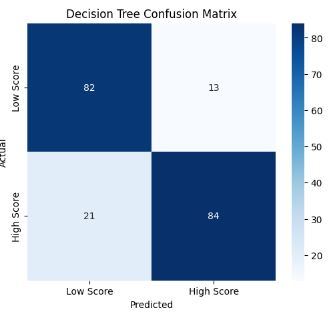 Decision Tree Confusion Matrix
Low Score
High Score
Actual
82
13
21
84
Low Score
High Score
Predicted
80
70
60
50
40
30
20